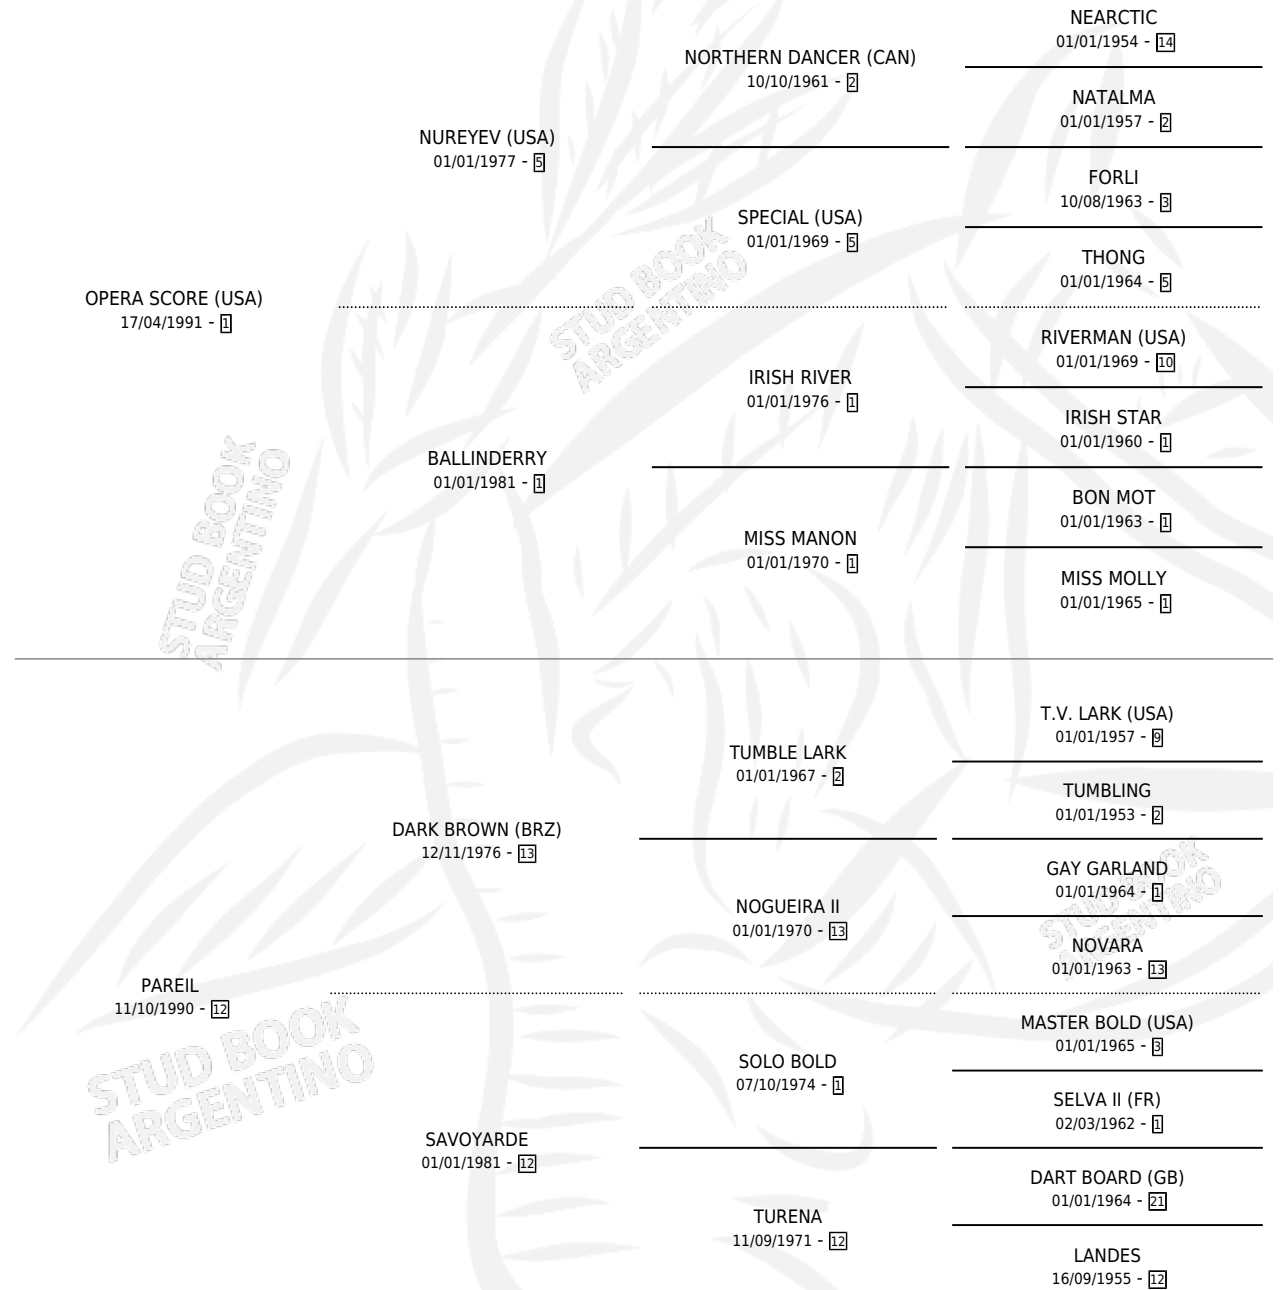 NEARCTIC
01/01/1954 - 14
NORTHERN DANCER (CAN)
10/10/1961 - 2
NATALMA
01/01/1957 - 2
NUREYEV (USA)
01/01/1977 - 5
FORLI
10/08/1963 - 3
SPECIAL (USA)
01/01/1969 - 5
THONG
01/01/1964 - 5
OPERA SCORE (USA)
17/04/1991 - 1
RIVERMAN (USA)
01/01/1969 - 10
IRISH RIVER
01/01/1976 - 1
IRISH STAR
01/01/1960 - 1
BALLINDERRY
01/01/1981 - 1
BON MOT
01/01/1963 - 1
MISS MANON
01/01/1970 - 1
MISS MOLLY
01/01/1965 - 1
T.V. LARK (USA)
01/01/1957 - 9
TUMBLE LARK
01/01/1967 - 2
TUMBLING
01/01/1953 - 2
DARK BROWN (BRZ)
12/11/1976 - 13
GAY GARLAND
01/01/1964 - 1
NOGUEIRA II
01/01/1970 - 13
NOVARA
01/01/1963 - 13
PAREIL
11/10/1990 - 12
MASTER BOLD (USA)
01/01/1965 - 3
SOLO BOLD
07/10/1974 - 1
SELVA II (FR)
02/03/1962 - 1
SAVOYARDE
01/01/1981 - 12
DART BOARD (GB)
01/01/1964 - 21
TURENA
11/09/1971 - 12
LANDES
16/09/1955 - 12
STUD BOOK
ARGENTINO
STUD BOOK
ARGENTINO
STUD BOOK
ARGENTINO
STUD BOOK
ARGENTINO